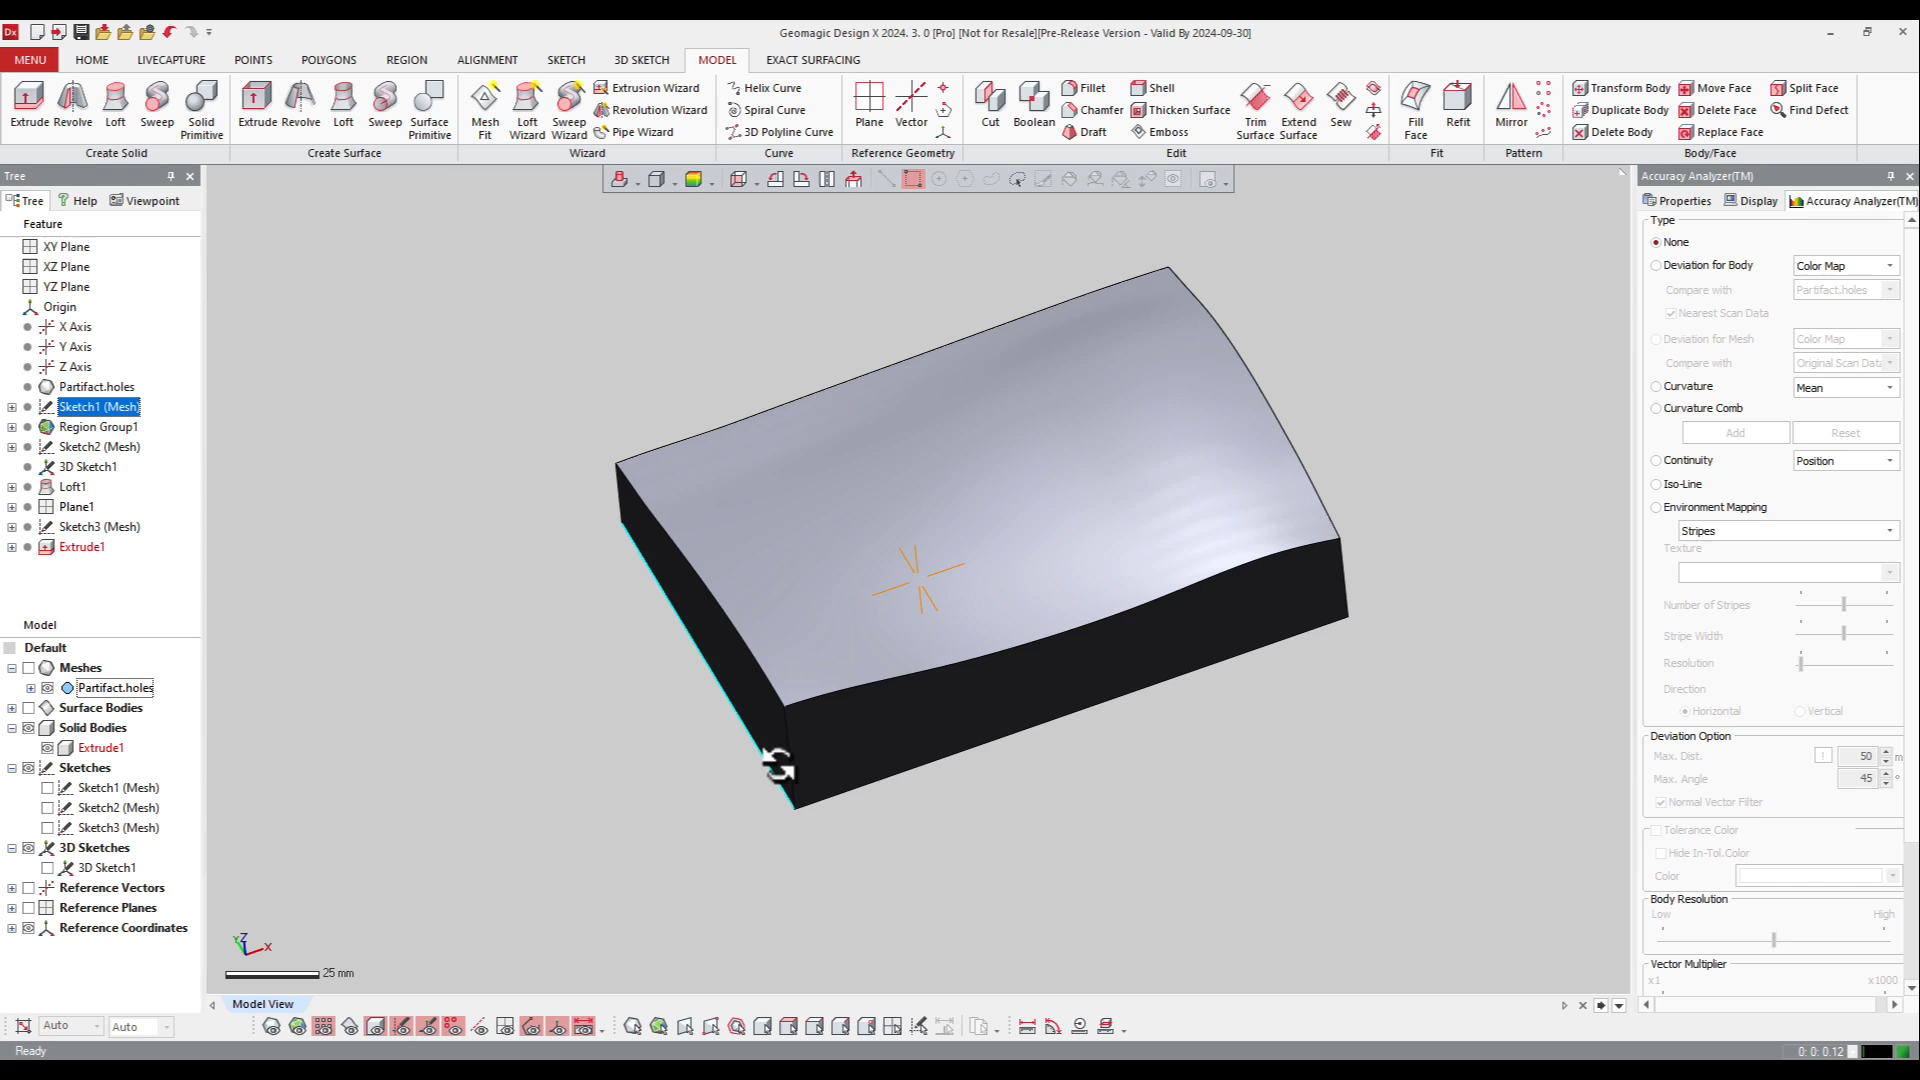 Dx
Geomagic Design X 2024. 3. 0 [Pro] [Not for Resale][Pre-Release Version - Valid By 2024-09-30]
MENU HOME LIVECAPTURE POINTS POLYGONS REGION ALIGNMENT SKETCH 3D SKETCH MODEL EXACT SURFACING
Extrude Revolve Loft Sweep Solid Primitive
Create Solid
Extrude Revolve Loft Sweep Surface Primitive
Create Surface
Mesh Fit Loft Wizard Sweep Wizard
Extrusion Wizard
Revolution Wizard
Pipe Wizard
Wizard
Helix Curve
Spiral Curve
3D Polyline Curve
Curve
Plane Vector
Reference Geometry
Cut Boolean
Fillet
Chamfer
Draft
Shell
Thicken Surface
Emboss
Trim Surface Extend Surface Sew
Edit
Fill Face Refit
Fit
Mirror
Pattern
Transform Body
Duplicate Body
Delete Body
Move Face
Delete Face
Replace Face
Split Face
Find Defect
Body/Face
Tree
Tree Help Viewpoint
Feature
XY Plane
XZ Plane
YZ Plane
Origin
X Axis
Y Axis
Z Axis
Partifact.holes
Sketch1 (Mesh)
Region Group1
Sketch2 (Mesh)
3D Sketch1
Loft1
Plane1
Sketch3 (Mesh)
Extrude1
Model
Default
Meshes
Partifact.holes
Surface Bodies
Solid Bodies
Extrude1
Sketches
Sketch1 (Mesh)
Sketch2 (Mesh)
Sketch3 (Mesh)
3D Sketches
3D Sketch1
Reference Vectors
Reference Planes
Reference Coordinates
Z
Y
X
25 mm
Model View
Auto Auto
Ready
Accuracy Analyzer(TM)
Properties Display Accuracy Analyzer(TM)
Type
None
Deviation for Body Color Map
Compare with Partifact.holes
Nearest Scan Data
Deviation for Mesh Color Map
Compare with Original Scan Data
Curvature Mean
Curvature Comb
Add Reset
Continuity Position
Iso-Line
Environment Mapping
Stripes
Texture
Number of Stripes
Stripe Width
Resolution
Direction
Horizontal Vertical
Deviation Option
Max. Dist. ! 50 m
Max. Angle 45 °
Normal Vector Filter
Tolerance Color
Hide In-Tol.Color
Color
Body Resolution
Low High
Vector Multiplier
x1 x1000
0: 0: 0.12